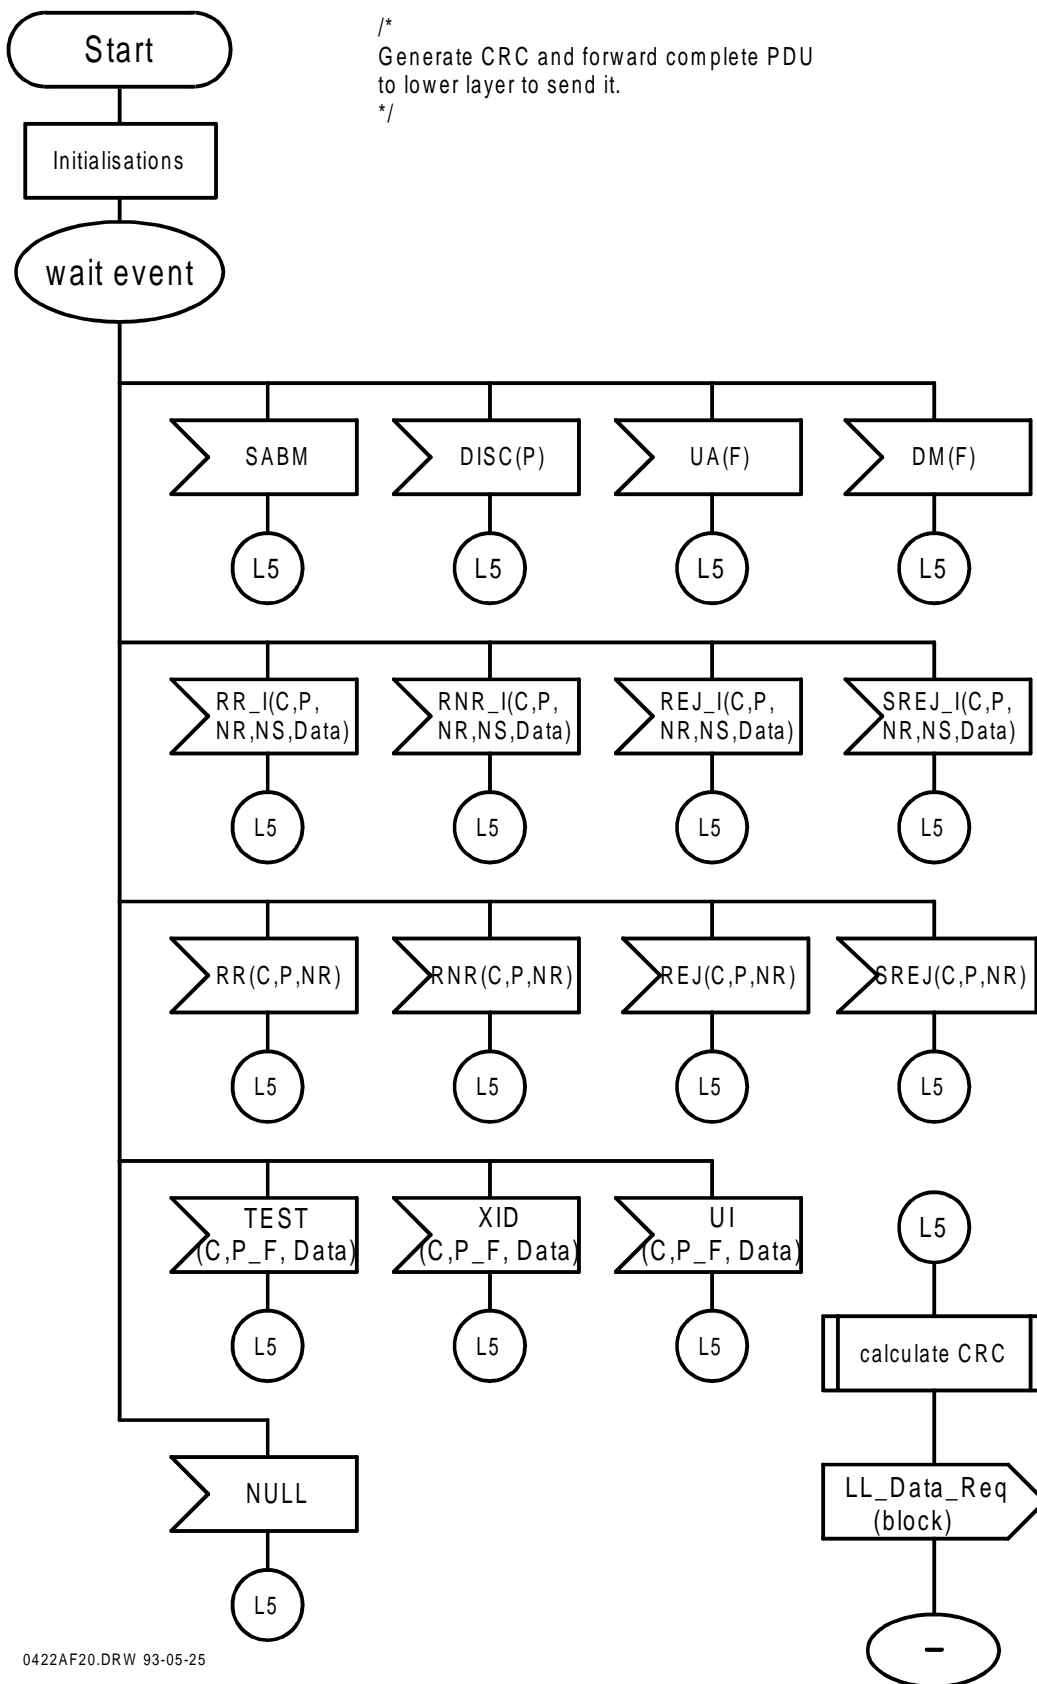 Start
/*
Generate CRC and forward complete PDU
to lower layer to send it.
*/
Initialisations
wait event
SABM
DISC(P)
UA(F)
DM(F)
L5
L5
L5
L5
RR_I(C,P,
NR,NS,Data)
RNR_I(C,P,
NR,NS,Data)
REJ_I(C,P,
NR,NS,Data)
SREJ_I(C,P,
NR,NS,Data)
L5
L5
L5
L5
RR(C,P,NR)
RNR(C,P,NR)
REJ(C,P,NR)
SREJ(C,P,NR)
L5
L5
L5
L5
TEST
(C,P_F, Data)
XID
(C,P_F, Data)
UI
(C,P_F, Data)
L5
L5
L5
L5
calculate CRC
NULL
LL_Data_Req
(block)
L5
–
0422AF20.DRW 93-05-25